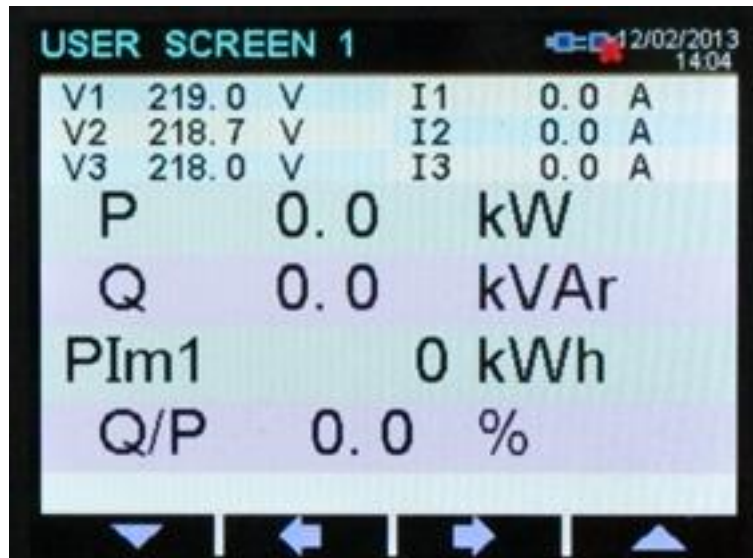 USER SCREEN 1 12/02/2013
14:04
V1 219.0 V I1 0.0 A
V2 218.7 V I2 0.0 A
V3 218.0 V I3 0.0 A
P 0.0 kW
Q 0.0 kVAr
PIm1 0 kWh
Q/P 0.0 %